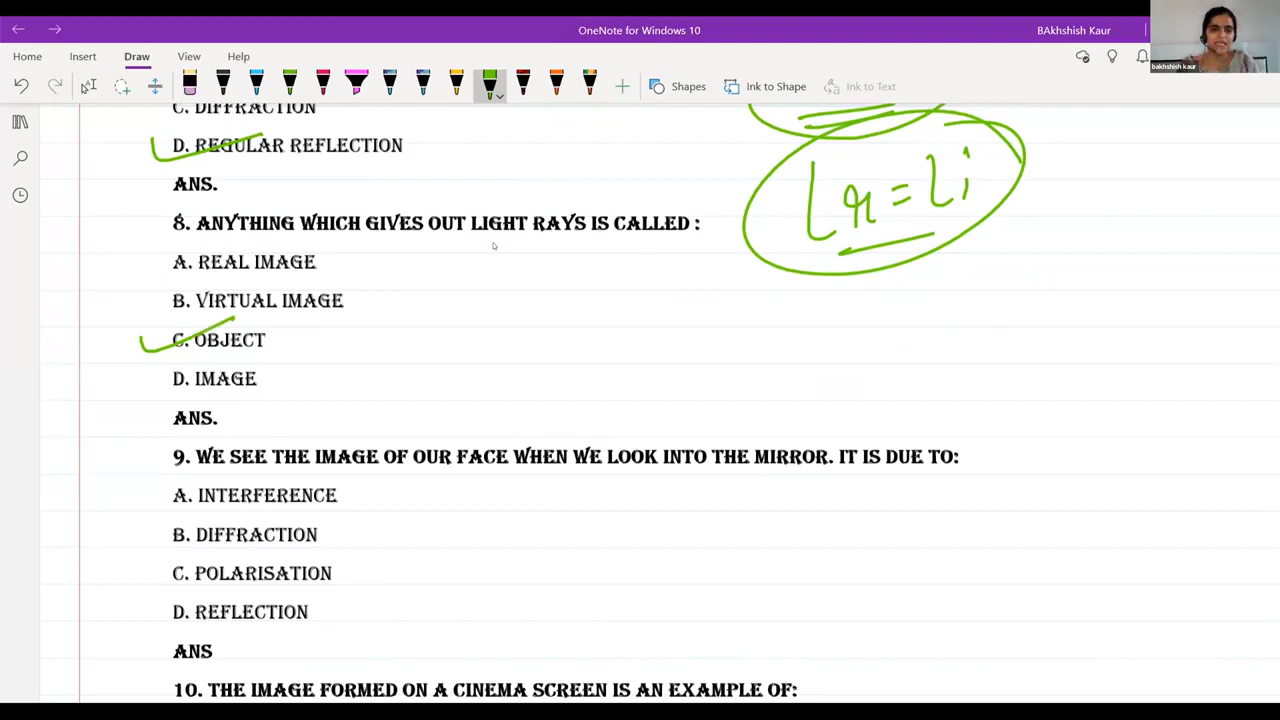 OneNote for Windows 10
BAkhshish Kaur
bakhshish kaur
Home Insert Draw View Help
Shapes Ink to Shape Ink to Text
C. DIFFRACTION
D. REGULAR REFLECTION
ANS.
∠r = ∠i
8. ANYTHING WHICH GIVES OUT LIGHT RAYS IS CALLED :
A. REAL IMAGE
B. VIRTUAL IMAGE
C. OBJECT
D. IMAGE
ANS.
9. WE SEE THE IMAGE OF OUR FACE WHEN WE LOOK INTO THE MIRROR. IT IS DUE TO:
A. INTERFERENCE
B. DIFFRACTION
C. POLARISATION
D. REFLECTION
ANS
10. THE IMAGE FORMED ON A CINEMA SCREEN IS AN EXAMPLE OF: